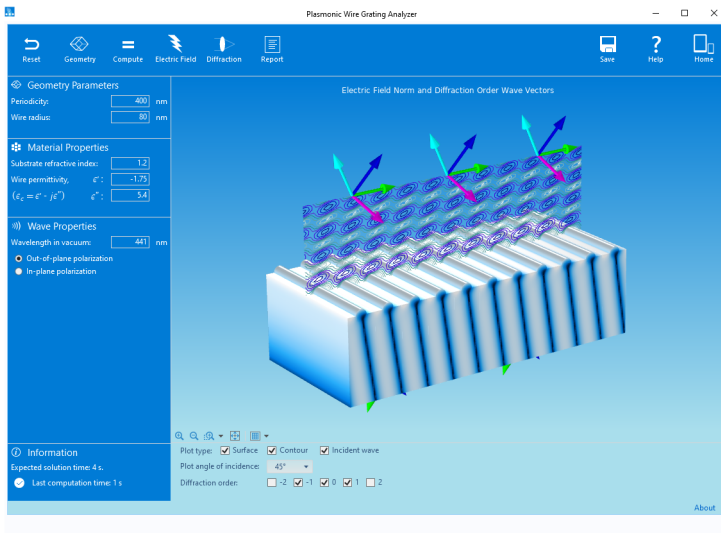 Plasmonic Wire Grating Analyzer
Reset Geometry Compute Electric Field Diffraction Report Save Help Home
Geometry Parameters
Periodicity: 400 nm
Wire radius: 80 nm
Material Properties
Substrate refractive index: 1.2
Wire permittivity, ε' : -1.75
(ε_c = ε' - jε'') ε'' : 5.4
Wave Properties
Wavelength in vacuum: 441 nm
Out-of-plane polarization
In-plane polarization
Information
Expected solution time: 4 s.
Last computation time: 1 s
Electric Field Norm and Diffraction Order Wave Vectors
Plot type: Surface Contour Incident wave
Plot angle of incidence: 45°
Diffraction order: -2 -1 0 1 2
About